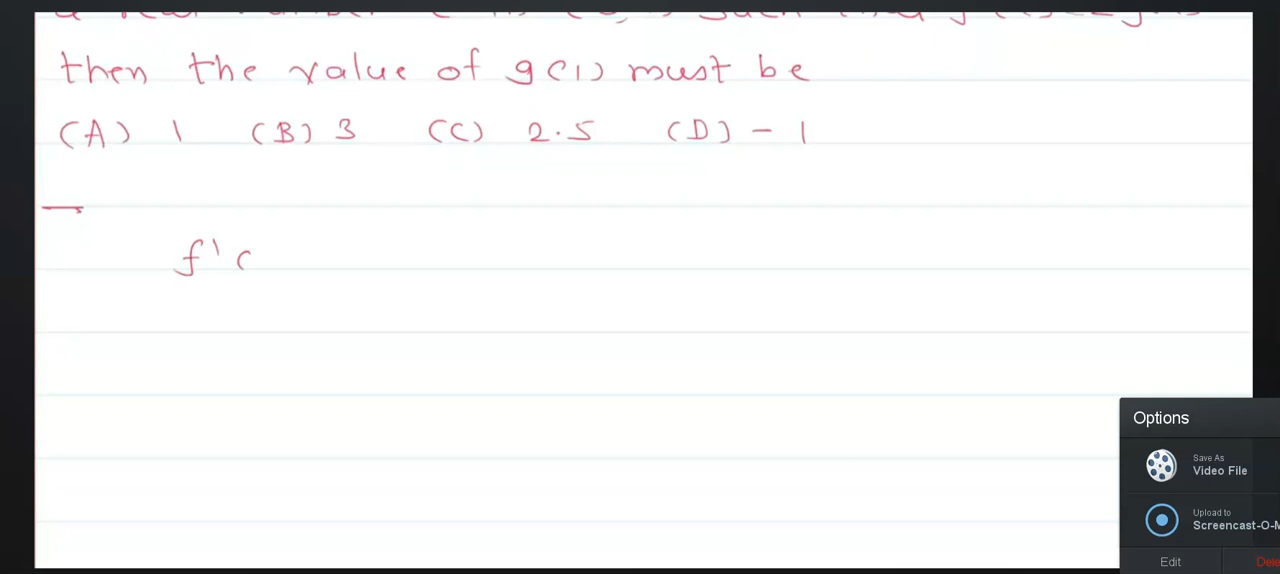 then the value of g(1) must be
(A) 1 (B) 3 (C) 2.5 (D) - 1
f'(
Options
Save As
Video File
Upload to
Screencast-O-M
Edit